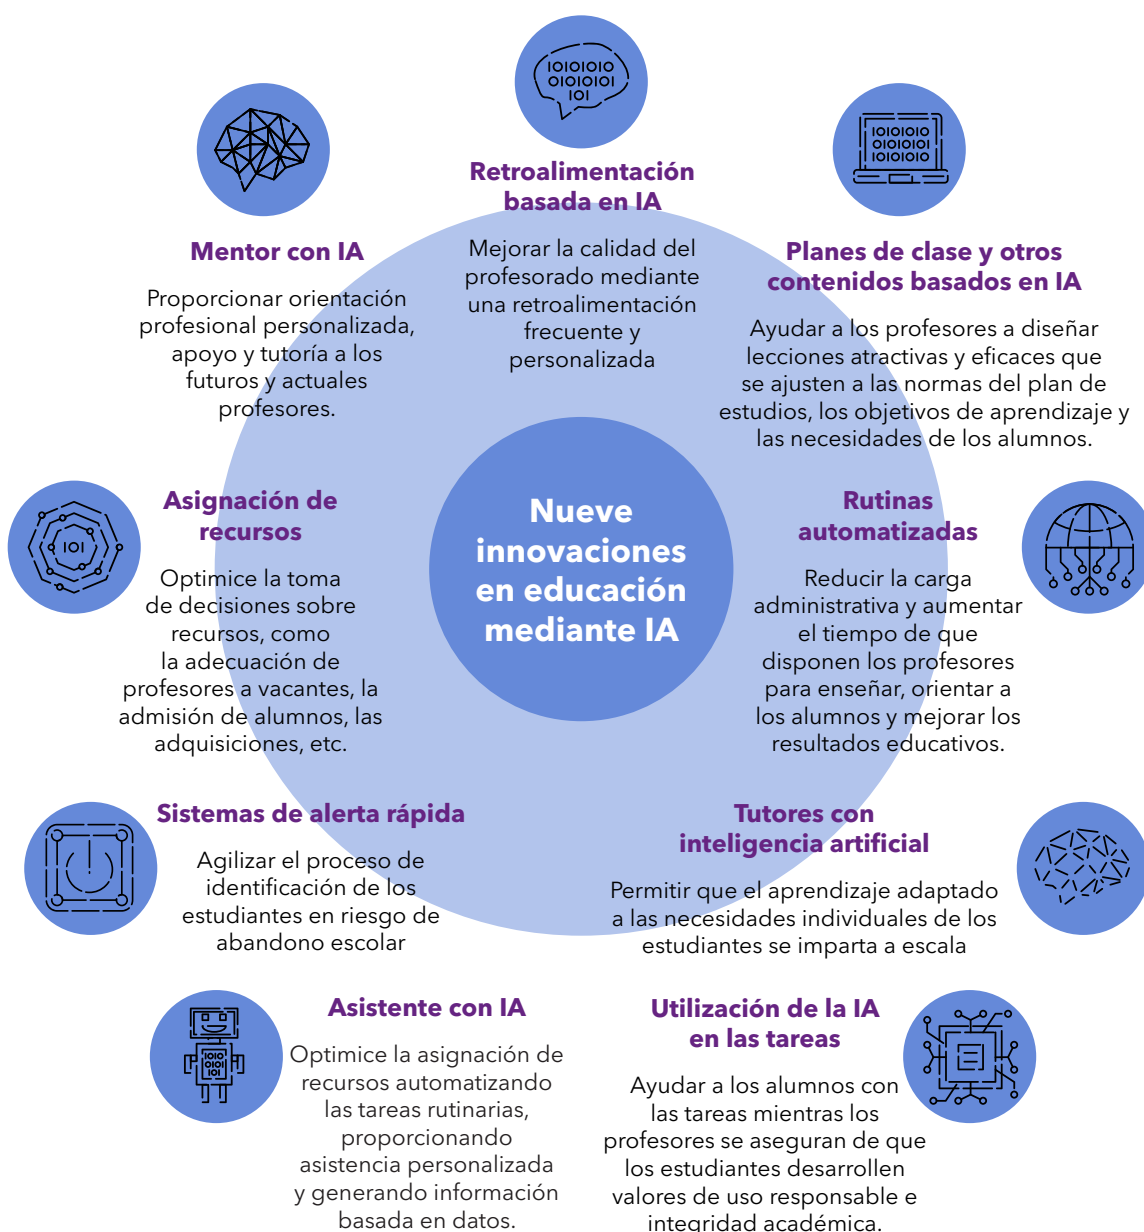 IOIOIOIO
OIOIOIOI
IOI
Retroalimentación
basada en IA
Mejorar la calidad del
profesorado mediante
una retroalimentación
frecuente y
personalizada
IOIOIOIO
OIOIOIOI
IOIOIOIO
Planes de clase y otros
contenidos basados en IA
Ayudar a los profesores a diseñar
lecciones atractivas y eficaces que
se ajusten a las normas del plan de
estudios, los objetivos de aprendizaje y
las necesidades de los alumnos.
Rutinas
automatizadas
Reducir la carga
administrativa y aumentar
el tiempo de que
disponen los profesores
para enseñar, orientar a
los alumnos y mejorar los
resultados educativos.
Tutores con
inteligencia artificial
Permitir que el aprendizaje adaptado
a las necesidades individuales de los
estudiantes se imparta a escala
Utilización de la IA
en las tareas
Ayudar a los alumnos con
las tareas mientras los
profesores se aseguran de que
los estudiantes desarrollen
valores de uso responsable e
integridad académica.
Asistente con IA
Optimice la asignación de
recursos automatizando
las tareas rutinarias,
proporcionando
asistencia personalizada
y generando información
basada en datos.
IOIO
OIOI
IOI
Sistemas de alerta rápida
Agilizar el proceso de
identificación de los
estudiantes en riesgo de
abandono escolar
Asignación de
recursos
Optimice la toma
de decisiones sobre
recursos, como
la adecuación de
profesores a vacantes, la
admisión de alumnos, las
adquisiciones, etc.
IOI
Mentor con IA
Proporcionar orientación
profesional personalizada,
apoyo y tutoría a los
futuros y actuales
profesores.
Nueve
innovaciones
en educación
mediante IA